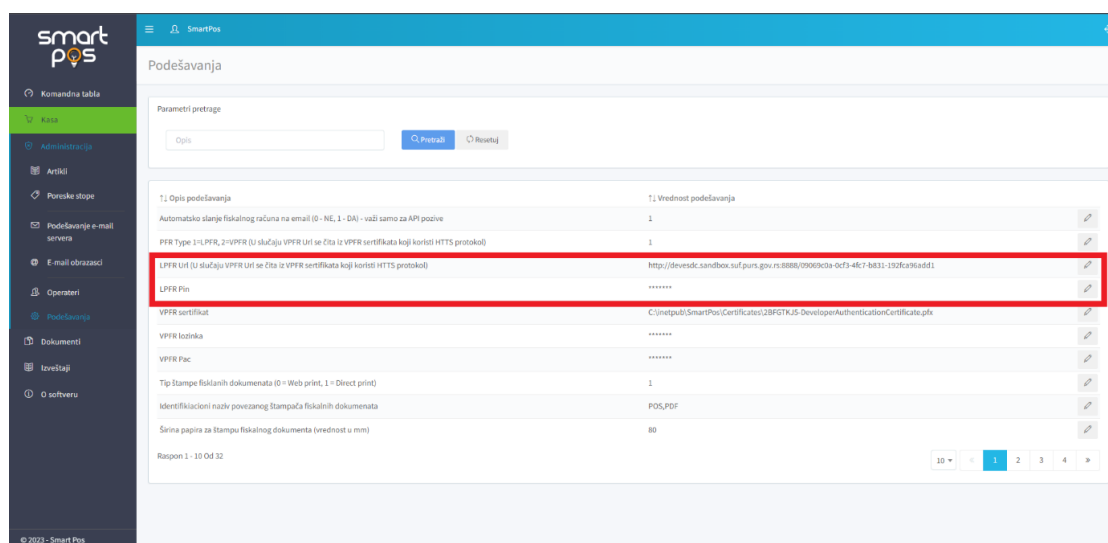 smart
pos
SmartPos
Podešavanja
Komandna tabla
Kasa
Administracija
Artikli
Poreske stope
Podešavanje e-mail
servera
E-mail obrazasci
Operateri
Podešavanja
Dokumenti
Izveštaji
O softveru
© 2023 - Smart Pos
Parametri pretrage
Opis Pretraži Resetuj
Opis podešavanja Vrednost podešavanja
Automatsko slanje fiskalnog računa na email (0 - NE, 1 - DA) - važi samo za API pozive 1
PFR Type 1=LPFR, 2=VPFR (U slučaju VPFR Url se čita iz VPFR sertifikata koji koristi HTTS protokol) 1
LPFR Url (U slučaju VPFR Url se čita iz VPFR sertifikata koji koristi HTTS protokol) http://devesdc.sandbox.suf.purs.gov.rs:8888/09069c0a-0cf3-4fc7-b831-192fca96add1
LPFR Pin *******
VPFR sertifikat C:\inetpub\SmartPos\Certificates\2BFGTKJ5-DeveloperAuthenticationCertificate.pfx
VPFR lozinka *******
VPFR Pac *******
Tip štampe fisklanih dokumenata (0 = Web print, 1 = Direct print) 1
Identifikacioni naziv povezanog štampača fiskalnih dokumenata POS,PDF
Širina papira za štampu fiskalnog dokumenta (vrednost u mm) 80
Raspon 1 - 10 Od 32 10 « 1 2 3 4 »